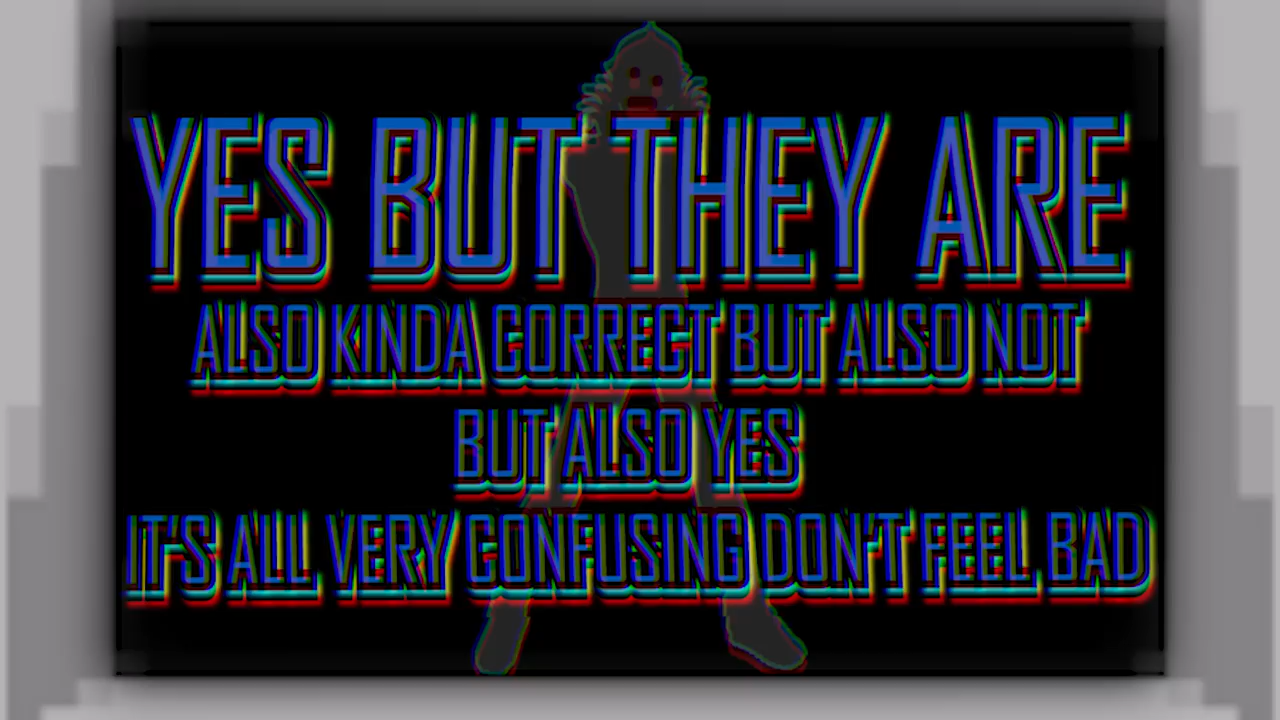 YES BUT THEY ARE
ALSO KINDA CORRECT BUT ALSO NOT
BUT ALSO YES
IT'S ALL VERY CONFUSING DON'T FEEL BAD